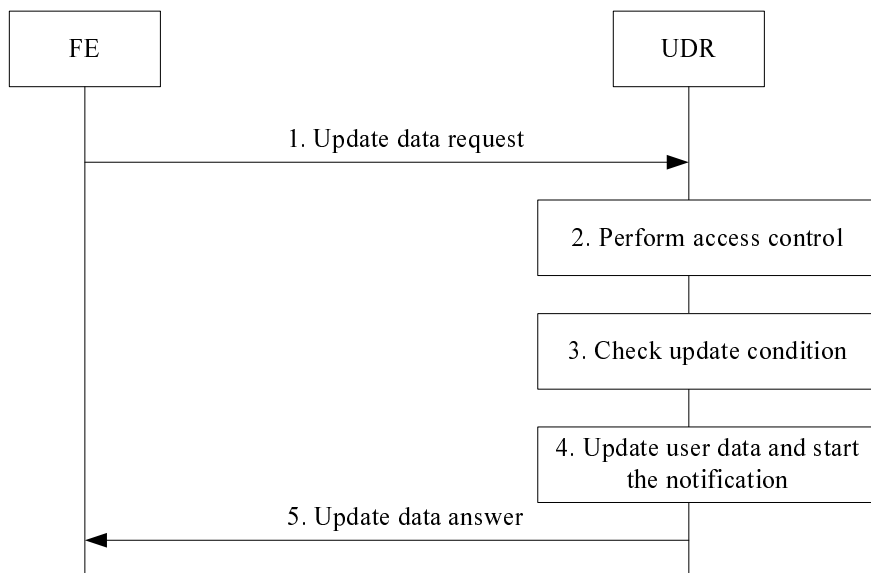 FE
UDR
1. Update data request
2. Perform access control
3. Check update condition
4. Update user data and start
the notification
5. Update data answer